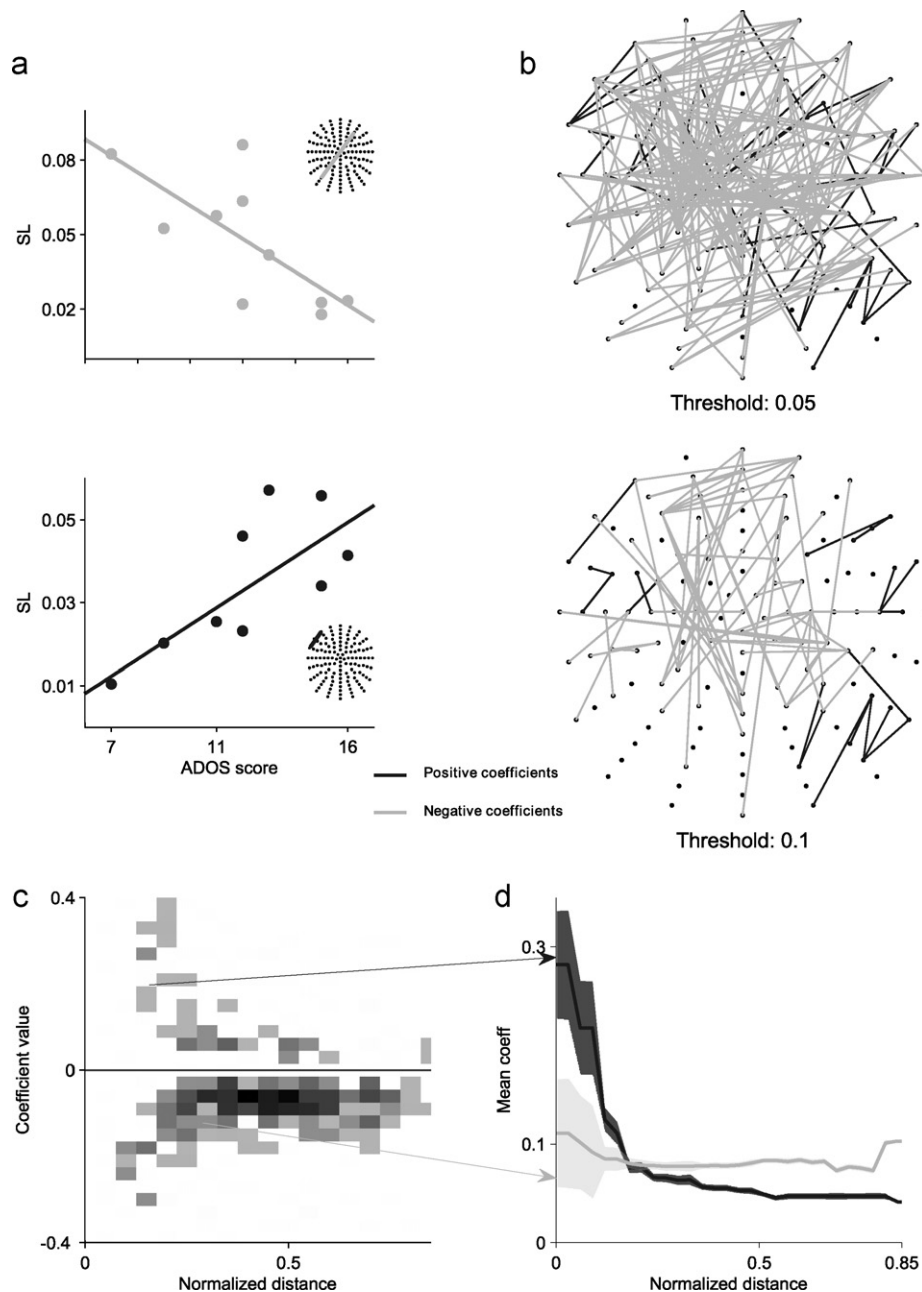 a
b
0.08
0.05
0.02
SL
Threshold: 0.05
0.05
0.03
0.01
SL
7
11
16
ADOS score
Positive coefficients
Negative coefficients
Threshold: 0.1
c
0.4
0
-0.4
Coefficient value
0
0.5
Normalized distance
d
0.3
0.1
0
Mean coeff
0
0.5
0.85
Normalized distance